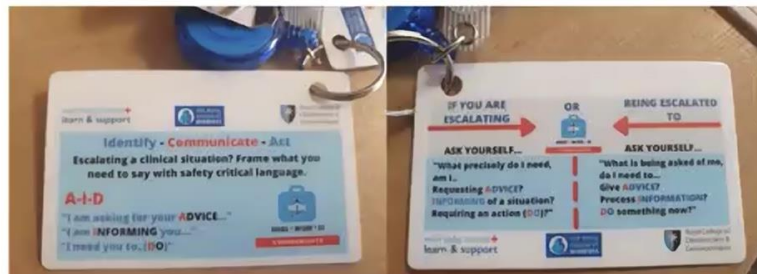 learn & support
Identify - Communicate - Act
Escalating a clinical situation? Frame what you
need to say with safety critical language.
A-I-D
"I am asking for your ADVICE..."
"I am INFORMING you..."
"I need you to..(DO)"
IF YOU ARE
ESCALATING
OR
BEING ESCALATED
TO
ASK YOURSELF...
"What precisely do I need,
am I..
Requesting ADVICE?
INFORMING of a situation?
Requiring an action (DO)?"
ASK YOURSELF...
"What is being asked of me,
do I need to...
Give ADVICE?
Process INFORMATION?
DO something now?"
learn & support
Royal College of
Obstetricians &
Gynaecologists